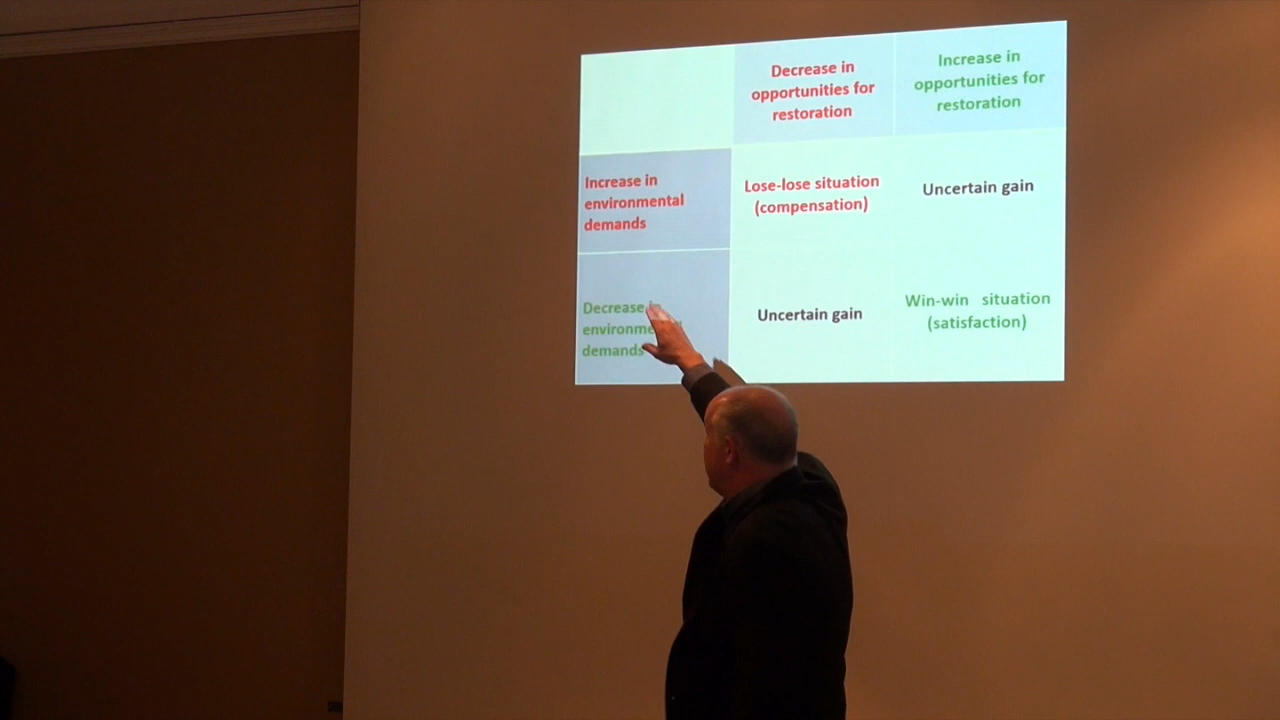 Decrease in
opportunities for
restoration
Increase in
opportunities for
restoration
Increase in
environmental
demands
Lose-lose situation
(compensation)
Uncertain gain
Decrease in
demands
Uncertain gain
Win-win situation
(satisfaction)